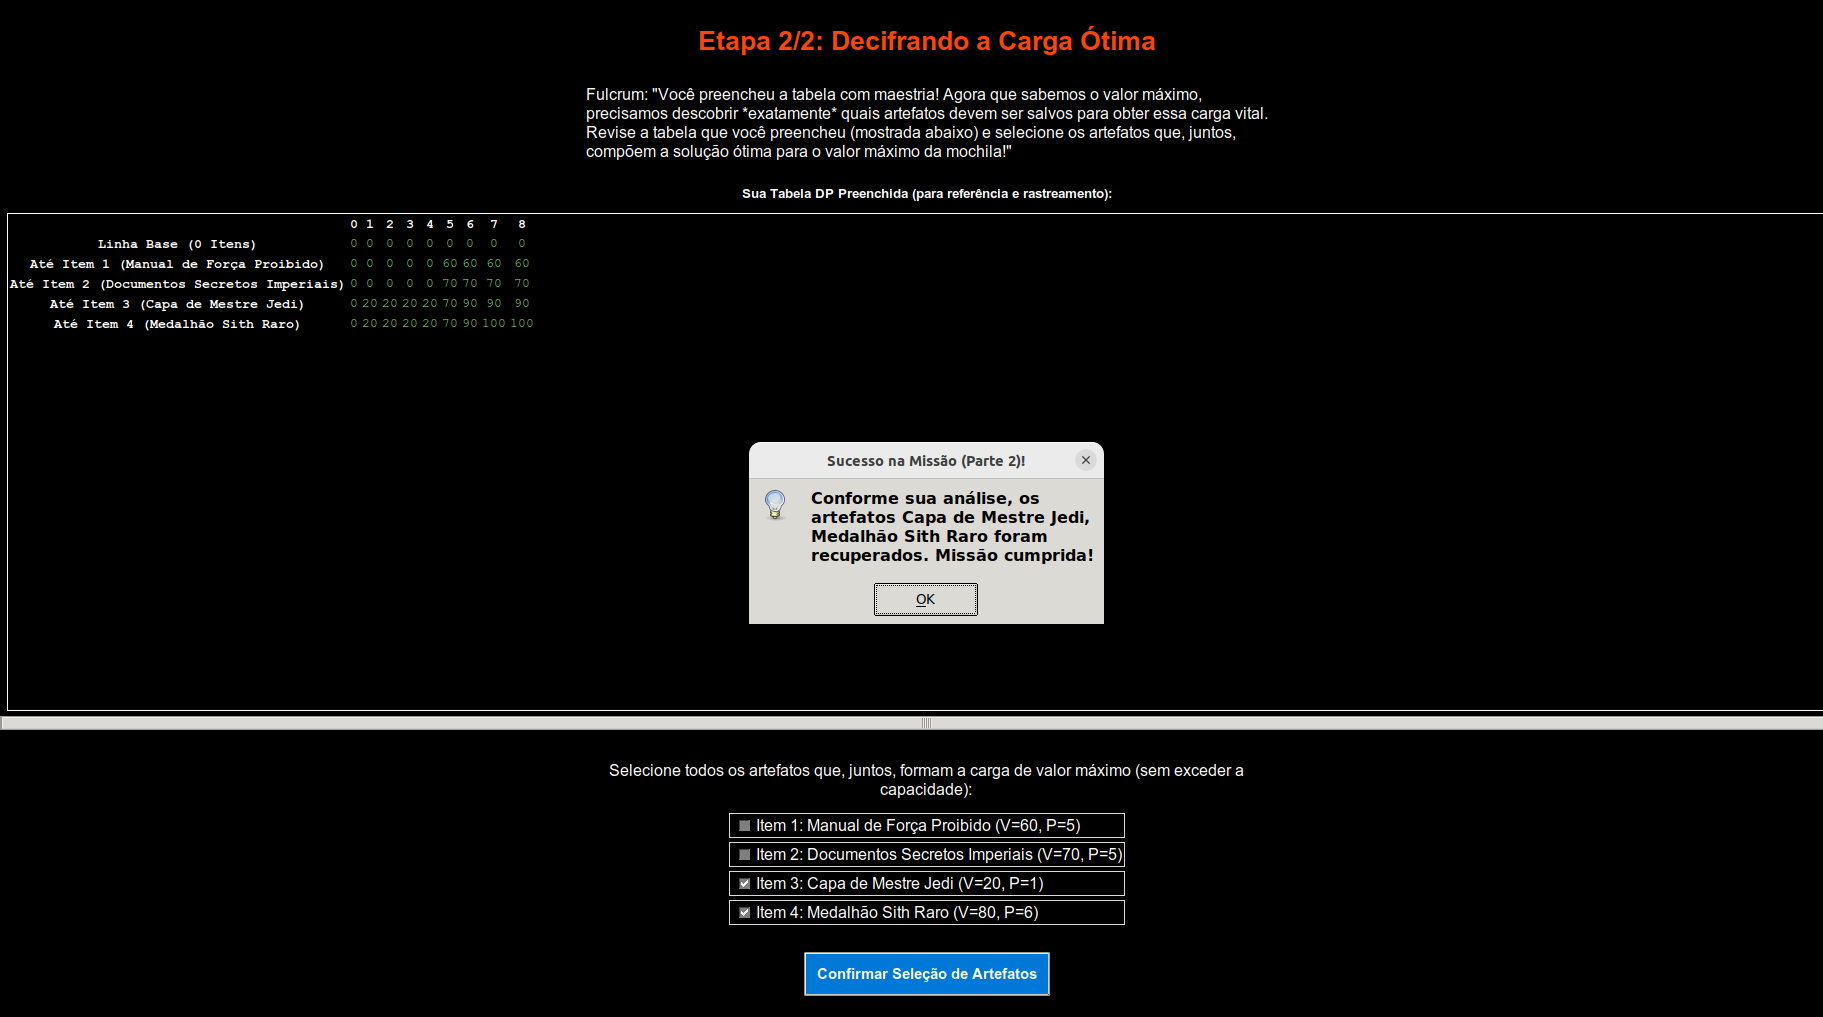 Etapa 2/2: Decifrando a Carga Ótima
Fulcrum: "Você preencheu a tabela com maestria! Agora que sabemos o valor máximo,
precisamos descobrir *exatamente* quais artefatos devem ser salvos para obter essa carga vital.
Revise a tabela que você preencheu (mostrada abaixo) e selecione os artefatos que, juntos,
compõem a solução ótima para o valor máximo da mochila!"
Sua Tabela DP Preenchida (para referência e rastreamento):
0 1 2 3 4 5 6 7 8
Linha Base (0 Itens) 0 0 0 0 0 0 0 0 0
Até Item 1 (Manual de Força Proibido) 0 0 0 0 0 60 60 60 60
Até Item 2 (Documentos Secretos Imperiais) 0 0 0 0 0 70 70 70 70
Até Item 3 (Capa de Mestre Jedi) 0 20 20 20 20 70 90 90 90
Até Item 4 (Medalhão Sith Raro) 0 20 20 20 20 70 90 100 100
Sucesso na Missão (Parte 2)!
Conforme sua análise, os
artefatos Capa de Mestre Jedi,
Medalhão Sith Raro foram
recuperados. Missão cumprida!
OK
Selecione todos os artefatos que, juntos, formam a carga de valor máximo (sem exceder a
capacidade):
Item 1: Manual de Força Proibido (V=60, P=5)
Item 2: Documentos Secretos Imperiais (V=70, P=5)
Item 3: Capa de Mestre Jedi (V=20, P=1)
Item 4: Medalhão Sith Raro (V=80, P=6)
Confirmar Seleção de Artefatos